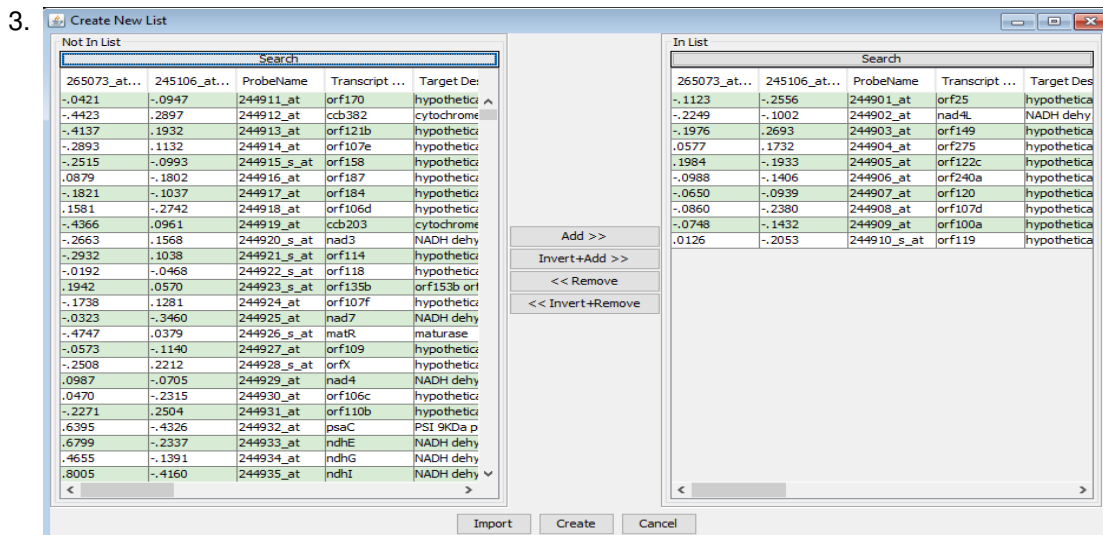 3.
Create New List
Not In List
Search
265073_at... 245106_at... ProbeName Transcript ... Target Des
-.0421 -.0947 244911_at orf170 hypothetica
-.4423 .2897 244912_at ccb382 cytochrome
-.4137 .1932 244913_at orf121b hypothetica
-.2893 .1132 244914_at orf107e hypothetica
-.2515 -.0993 244915_s_at orf158 hypothetica
.0879 -.1802 244916_at orf187 hypothetica
-.1821 -.1037 244917_at orf184 hypothetica
.1581 -.2742 244918_at orf106d hypothetica
-.4366 .0961 244919_at ccb203 cytochrome
-.2663 .1568 244920_s_at nad3 NADH dehy
-.2932 .1038 244921_s_at orf114 hypothetica
-.0192 -.0468 244922_s_at orf118 hypothetica
.1942 .0570 244923_s_at orf135b orf153b orf
-.1738 .1281 244924_at orf107f hypothetica
-.0323 -.3460 244925_at nad7 NADH dehy
-.4747 .0379 244926_s_at matR maturase
-.0573 -.1140 244927_at orf109 hypothetica
-.2508 .2212 244928_s_at orfX hypothetica
.0987 -.0705 244929_at nad4 NADH dehy
.0470 -.2315 244930_at orf106c hypothetica
-.2271 .2504 244931_at orf110b hypothetica
.6395 -.4326 244932_at psaC PSI 9KDa p
.6799 -.2337 244933_at ndhE NADH dehy
.4655 -.1391 244934_at ndhG NADH dehy
.8005 -.4160 244935_at ndhI NADH dehy
Add >>
Invert+Add >>
<< Remove
<< Invert+Remove
In List
Search
265073_at... 245106_at... ProbeName Transcript ... Target Des
-.1123 -.2556 244901_at orf25 hypothetica
-.2249 -.1002 244902_at nad4L NADH dehy
-.1976 .2693 244903_at orf149 hypothetica
.0577 .1732 244904_at orf275 hypothetica
.1984 -.1933 244905_at orf122c hypothetica
-.0988 -.1406 244906_at orf240a hypothetica
-.0650 -.0939 244907_at orf120 hypothetica
-.0860 -.2380 244908_at orf107d hypothetica
-.0748 -.1432 244909_at orf100a hypothetica
.0126 -.2053 244910_s_at orf119 hypothetica
Import Create Cancel